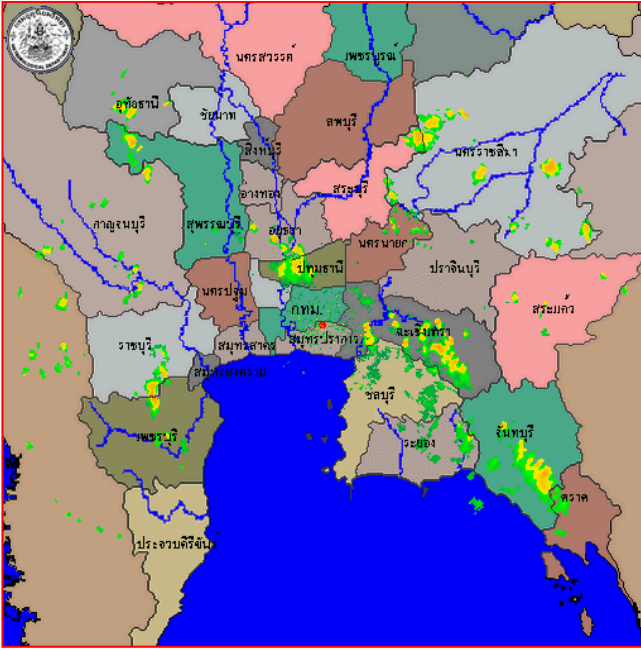 นครสวรรค์
เพชรบูรณ์
อุทัยธานี
ชัยนาท
ลพบุรี
สิงห์บุรี
นครราชสีมา
สระบุรี
อ่างทอง
กาญจนบุรี
สุพรรณบุรี
อยุธยา
นครนายก
ปทุมธานี
ปราจีนบุรี
นครปฐม
กทม.
สระแก้ว
ฉะเชิงเทรา
ราชบุรี
สมุทรสาคร
สมุทรปราการ
สมุทรสงคราม
ชลบุรี
เพชรบุรี
ระยอง
จันทบุรี
ตราด
ประจวบคีรีขันธ์